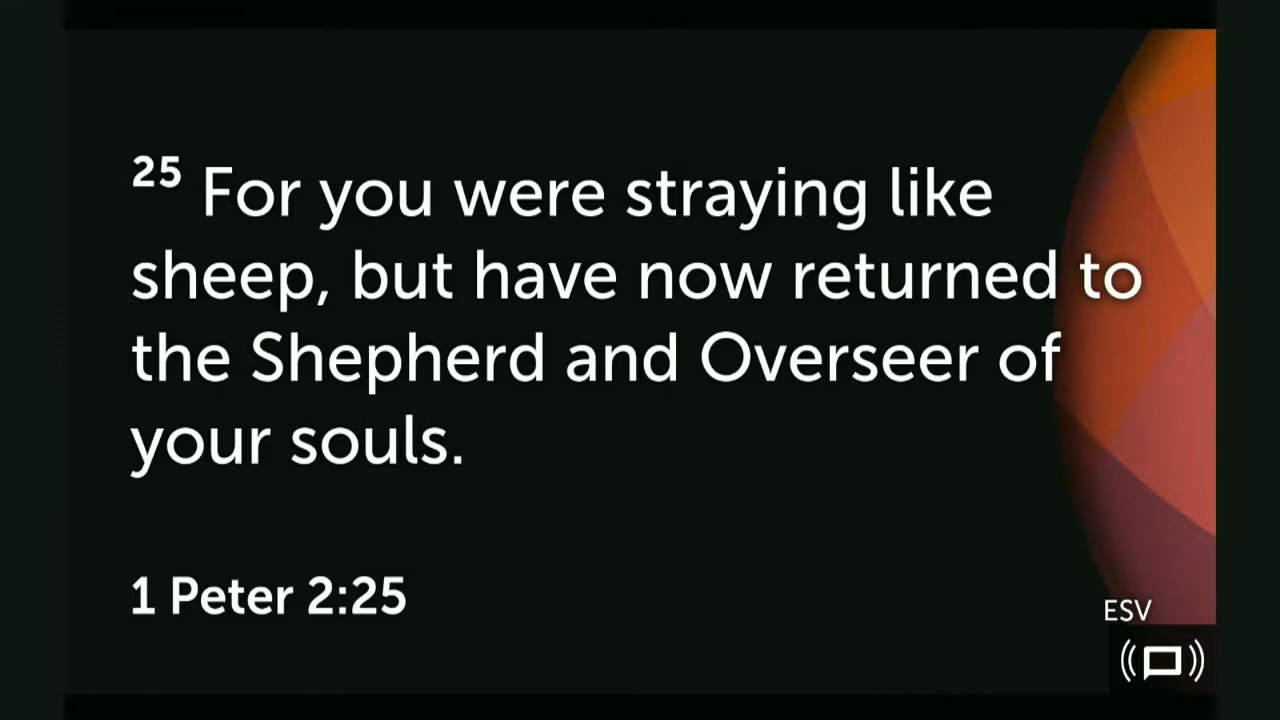 25 For you were straying like
sheep, but have now returned to
the Shepherd and Overseer of
your souls.
1 Peter 2:25
ESV